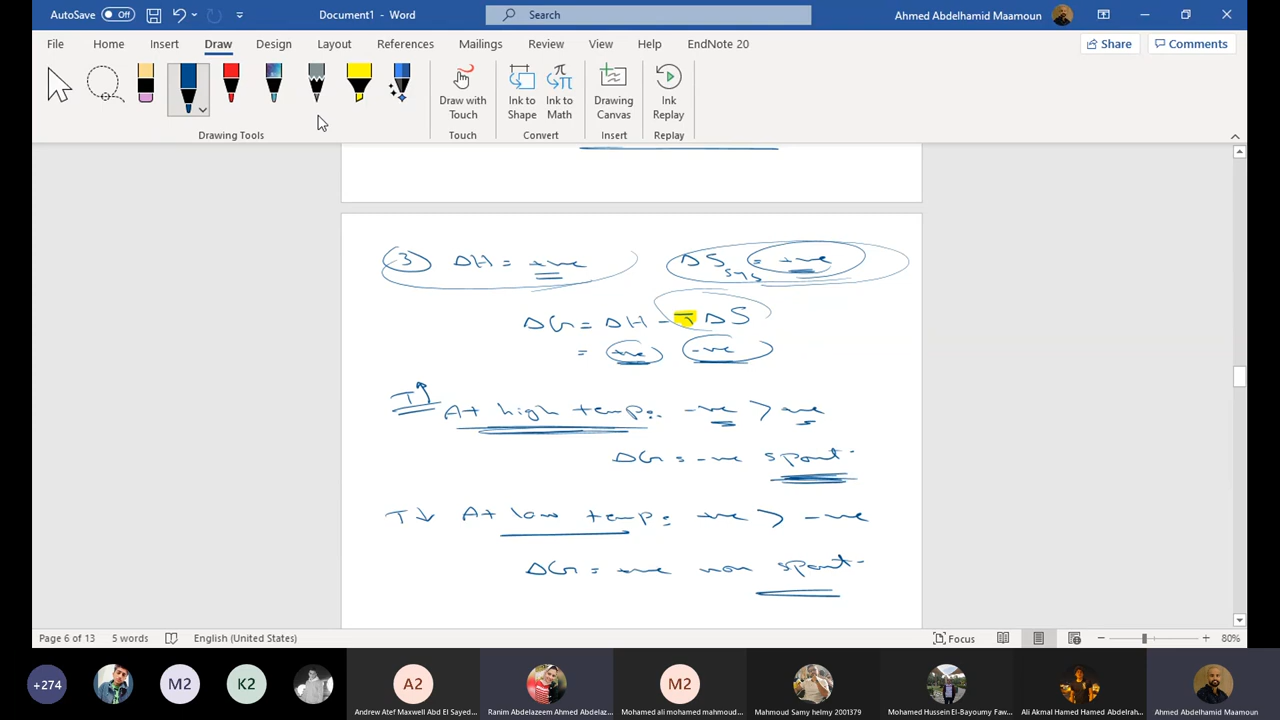 AutoSave Off Document1 - Word Search Ahmed Abdelhamid Maamoun
File Home Insert Draw Design Layout References Mailings Review View Help EndNote 20 Share Comments
Draw with Touch Ink to Shape Ink to Math Drawing Canvas Ink Replay
Drawing Tools Touch Convert Insert Replay
③ ΔH = +ve ΔS sys = +ve
ΔG = ΔH - T ΔS
= +ve -ve
T↑ At high temp: -ve > +ve
ΔG = -ve spont.
T↓ At low temp: +ve > -ve
ΔG = +ve non spont.
Page 6 of 13 5 words English (United States) Focus 80%
+274 M2 K2 A2 M2
Andrew Atef Maxwell Abd El Sayed... Ranim Abdelazeem Ahmed Abdelaz... Mohamed ali mohamed mahmoud... Mahmoud Samy helmy 2001379 Mohamed Hussein El-Bayoumy Faw... Ali Akmal Hamed Hamed Abdelrah... Ahmed Abdelhamid Maamoun